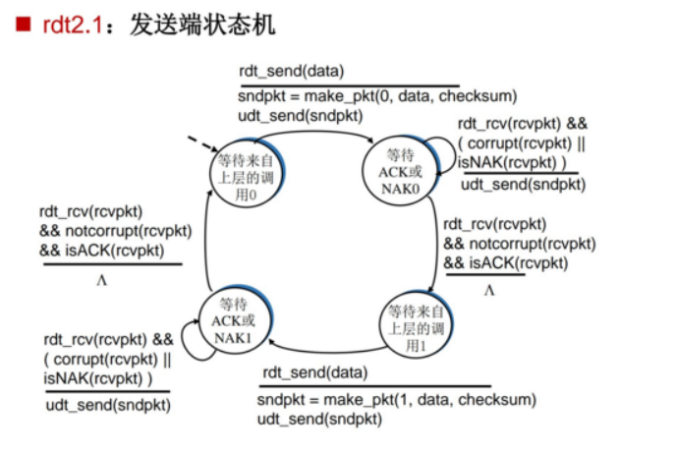 rdt2.1：发送端状态机
rdt_send(data)
sndpkt = make_pkt(0, data, checksum)
udt_send(sndpkt)
等待来自
上层的调
用0
等待
ACK或
NAK0
rdt_rcv(rcvpkt) &&
( corrupt(rcvpkt) ||
isNAK(rcvpkt) )
udt_send(sndpkt)
rdt_rcv(rcvpkt)
&& notcorrupt(rcvpkt)
&& isACK(rcvpkt)
Λ
rdt_rcv(rcvpkt)
&& notcorrupt(rcvpkt)
&& isACK(rcvpkt)
Λ
等待
ACK或
NAK1
等待来自
上层的调
用1
rdt_rcv(rcvpkt) &&
( corrupt(rcvpkt) ||
isNAK(rcvpkt) )
udt_send(sndpkt)
rdt_send(data)
sndpkt = make_pkt(1, data, checksum)
udt_send(sndpkt)